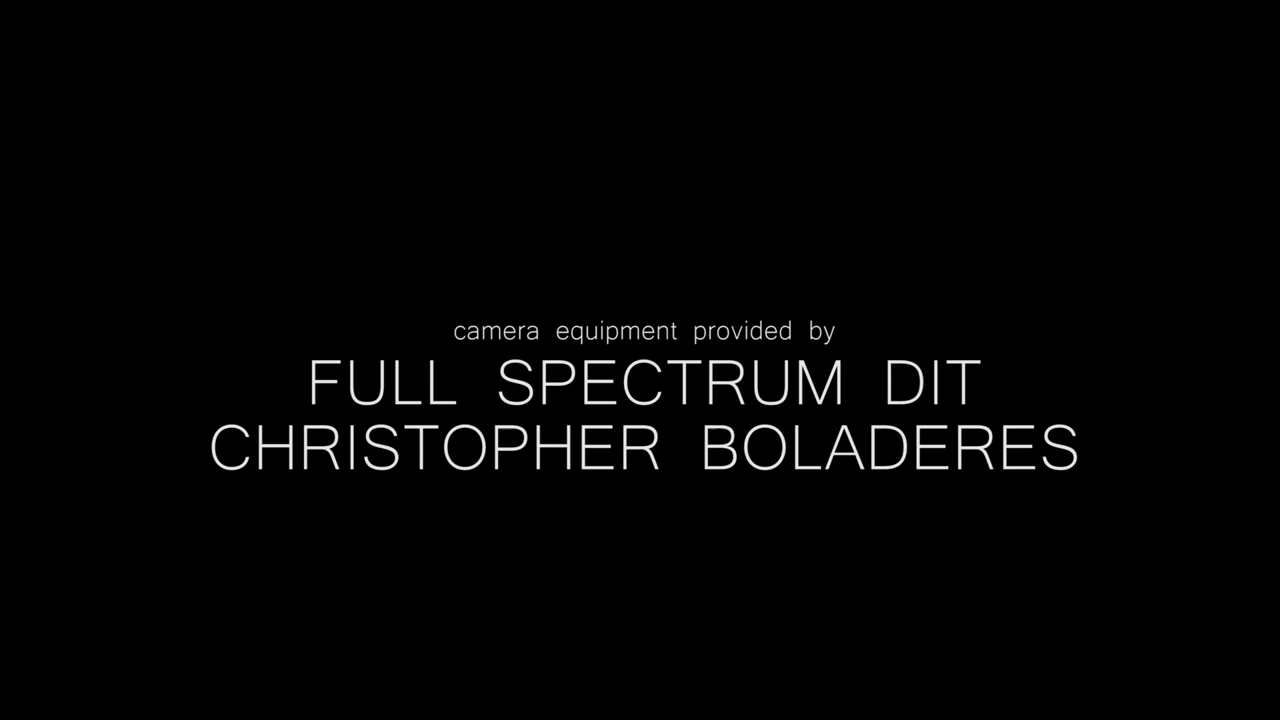 camera equipment provided by
FULL SPECTRUM DIT
CHRISTOPHER BOLADERES